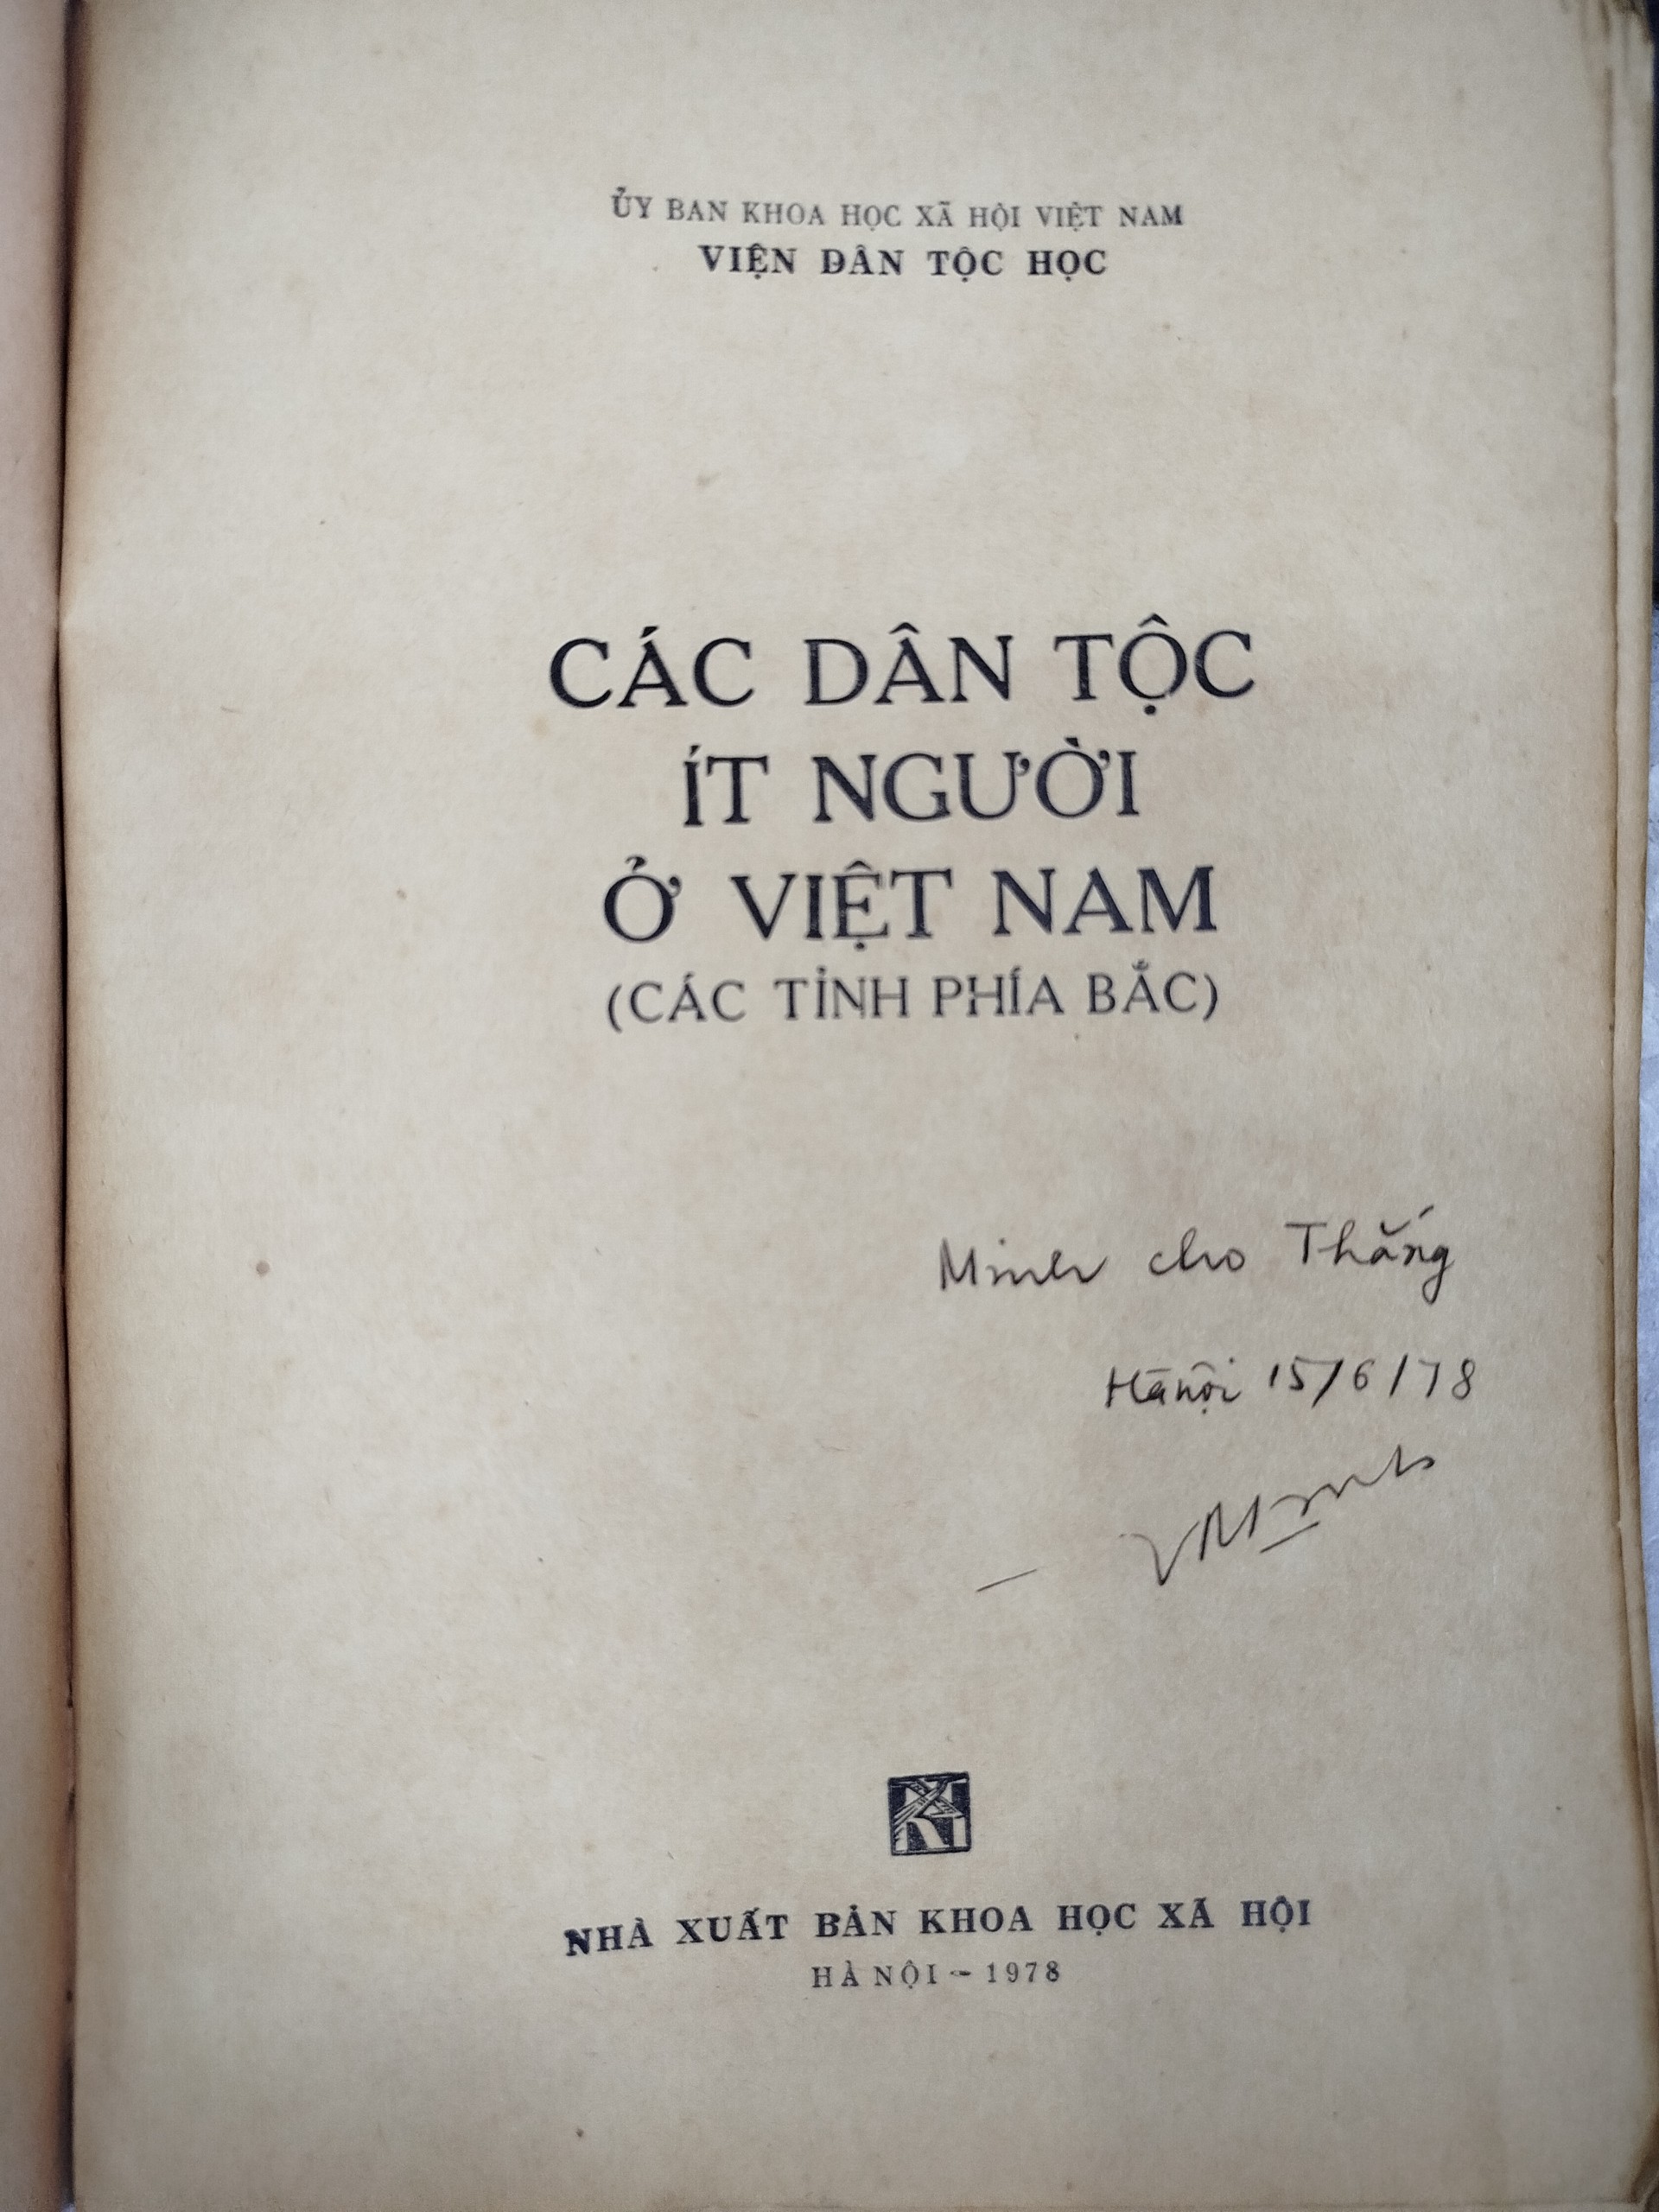 ỦY BAN KHOA HỌC XÃ HỘI VIỆT NAM
VIỆN DÂN TỘC HỌC
CÁC DÂN TỘC
ÍT NGƯỜI
Ở VIỆT NAM
(CÁC TỈNH PHÍA BẮC)
Minh cho Thắng
Hà nội 15/6/78
NHÀ XUẤT BẢN KHOA HỌC XÃ HỘI
HÀ NỘI - 1978